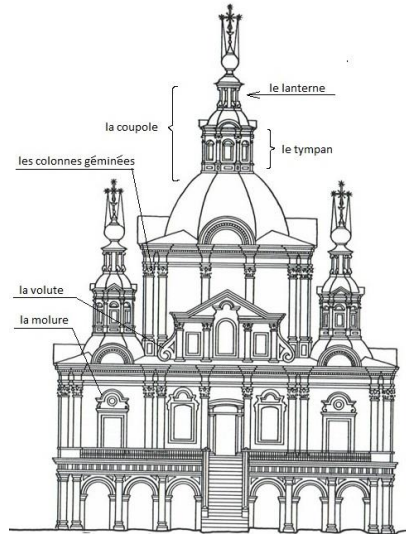 le lanterne
la coupole
le tympan
les colonnes géminées
la volute
la molure